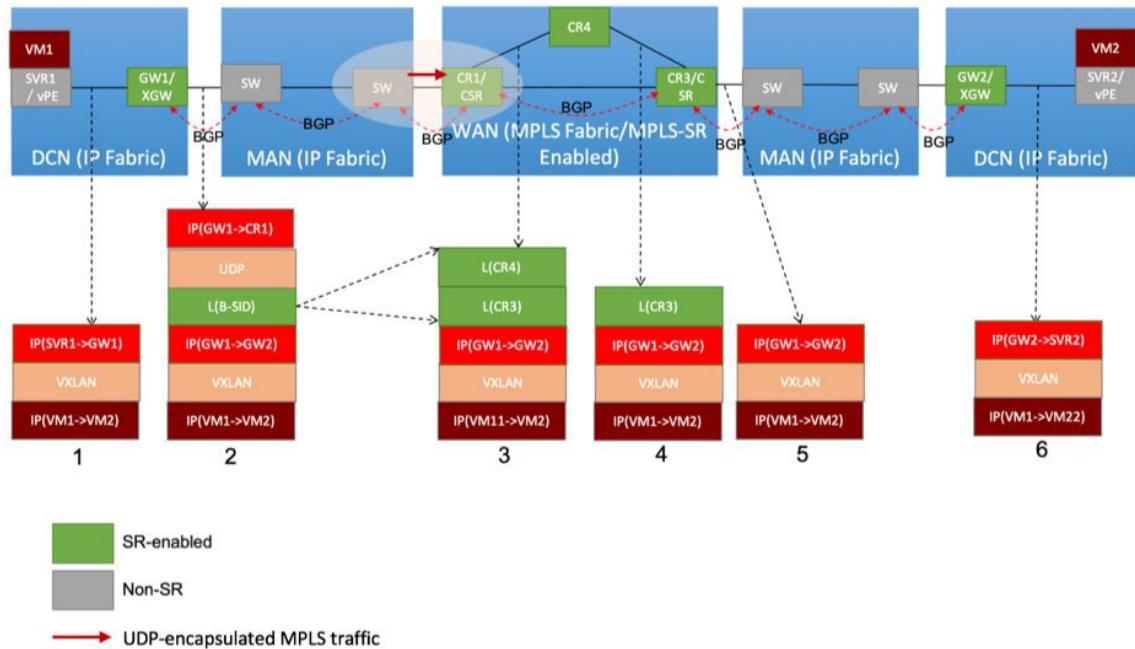 CR4
VM1
VM2
SVR1
/ vPE
GW1/
XGW
SW
SW
CR1/
CSR
CR3/C
SR
SW
SW
GW2/
XGW
SVR2/
vPE
BGP
BGP
BGP
BGP
BGP
BGP
BGP
DCN (IP Fabric)
MAN (IP Fabric)
WAN (MPLS Fabric/MPLS-SR
Enabled)
MAN (IP Fabric)
DCN (IP Fabric)
IP(SVR1->GW1)
VXLAN
IP(VM1->VM2)
1
IP(GW1->CR1)
UDP
L(B-SID)
IP(GW1->GW2)
VXLAN
IP(VM1->VM2)
2
L(CR4)
L(CR3)
IP(GW1->GW2)
VXLAN
IP(VM11->VM2)
3
L(CR3)
IP(GW1->GW2)
VXLAN
IP(VM1->VM2)
4
IP(GW1->GW2)
VXLAN
IP(VM1->VM2)
5
IP(GW2->SVR2)
VXLAN
IP(VM1->VM22)
6
SR-enabled
Non-SR
UDP-encapsulated MPLS traffic